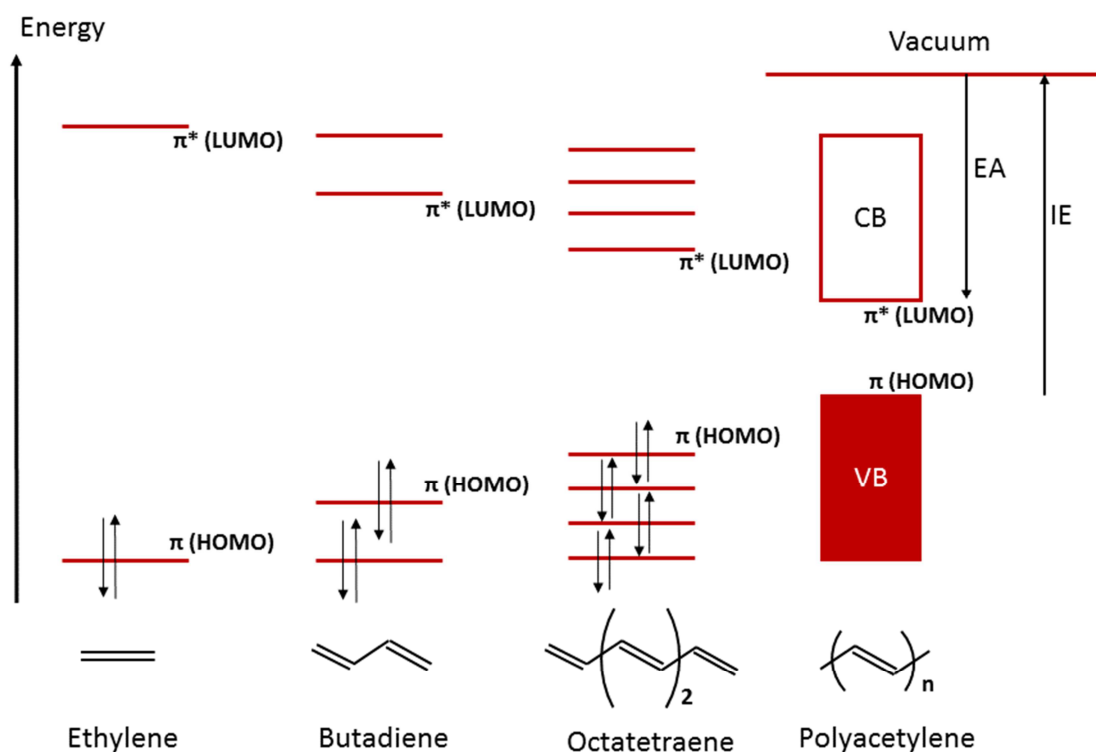 Energy
Vacuum
π* (LUMO)
π* (LUMO)
π* (LUMO)
CB
EA
IE
π* (LUMO)
π (HOMO)
π (HOMO)
π (HOMO)
π (HOMO)
VB
2
n
Ethylene
Butadiene
Octatetraene
Polyacetylene